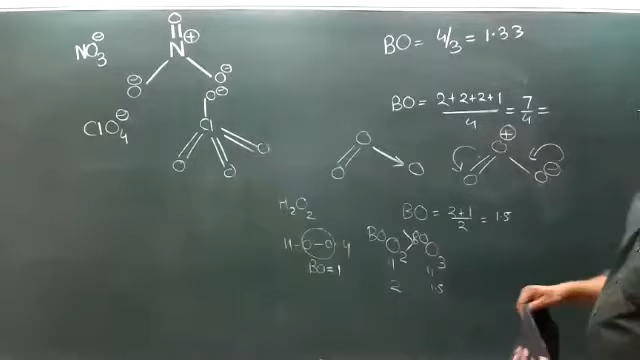 NO₃⊖
O
N⊕
O⊖
O⊖
BO = 4/3 = 1.33
ClO₄⊖
O⊖
Cl
O
O
O
BO = 2+2+2+1/4 = 7/4 =
O
O
O
O⊕
O
O⊖
H₂O₂
H-O-O-H
BO=1
BO = 2+1/2 = 1.5
BO O₂
BO O₃
2
1.5